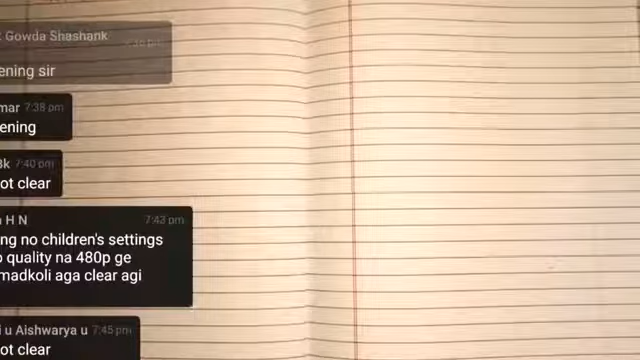 Gowda Shashank
ening sir
mar 7:38 pm
ening
3k 7:40 pm
ot clear
H N 7:43 pm
ng no children's settings
quality na 480p ge
madkoli aga clear agi
i u Aishwarya u 7:45 pm
ot clear